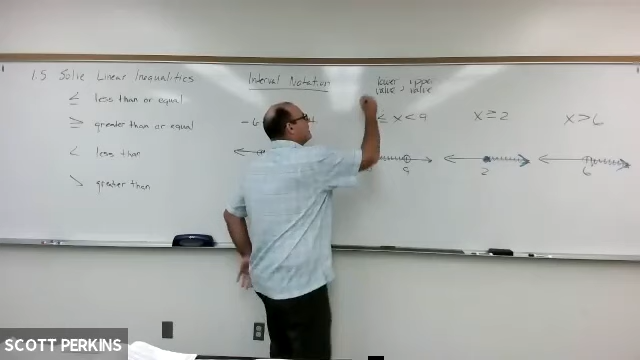 1.5 Solve Linear Inequalities
≤ less than or equal
≥ greater than or equal
< less than
> greater than
Interval Notation
lower upper
value, value
-6
≤ x < 9
x ≥ 2
x > 6
9
2
6
SCOTT PERKINS